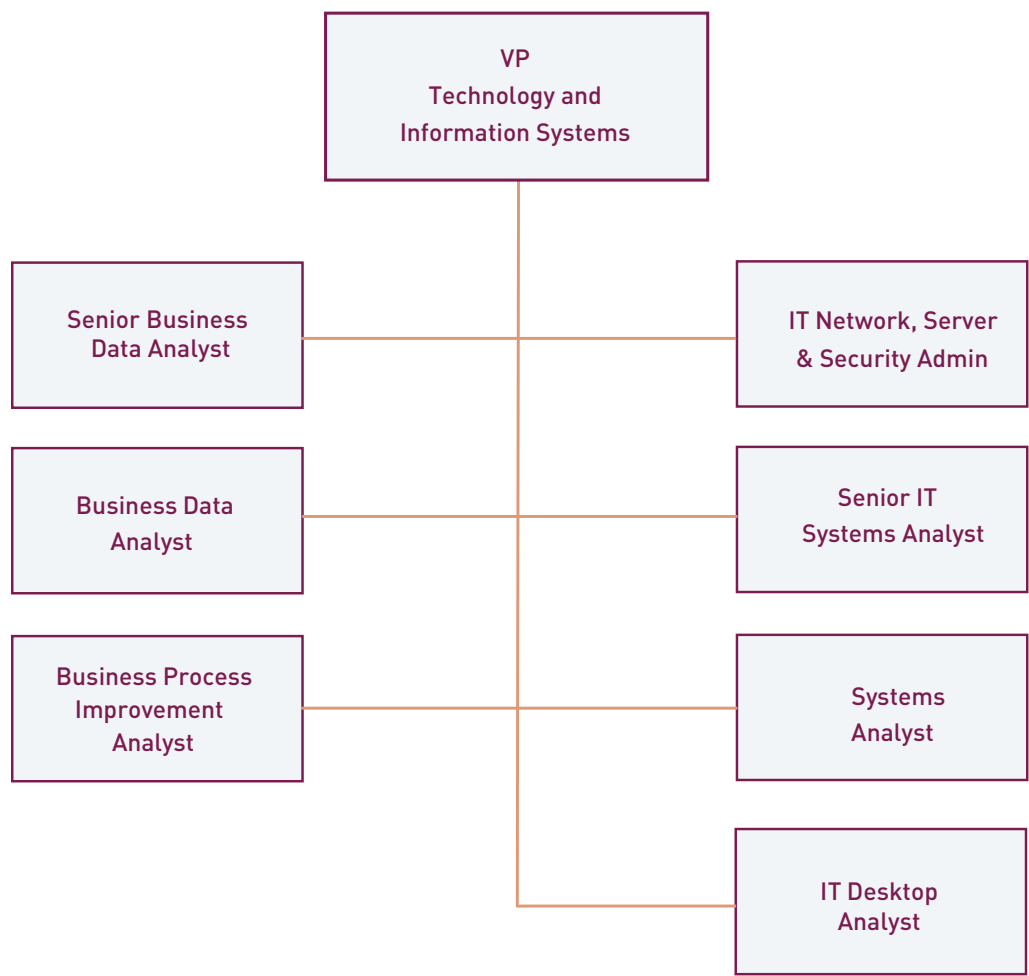 VP
Technology and
Information Systems
Senior Business
Data Analyst
IT Network, Server
& Security Admin
Business Data
Analyst
Senior IT
Systems Analyst
Business Process
Improvement
Analyst
Systems
Analyst
IT Desktop
Analyst